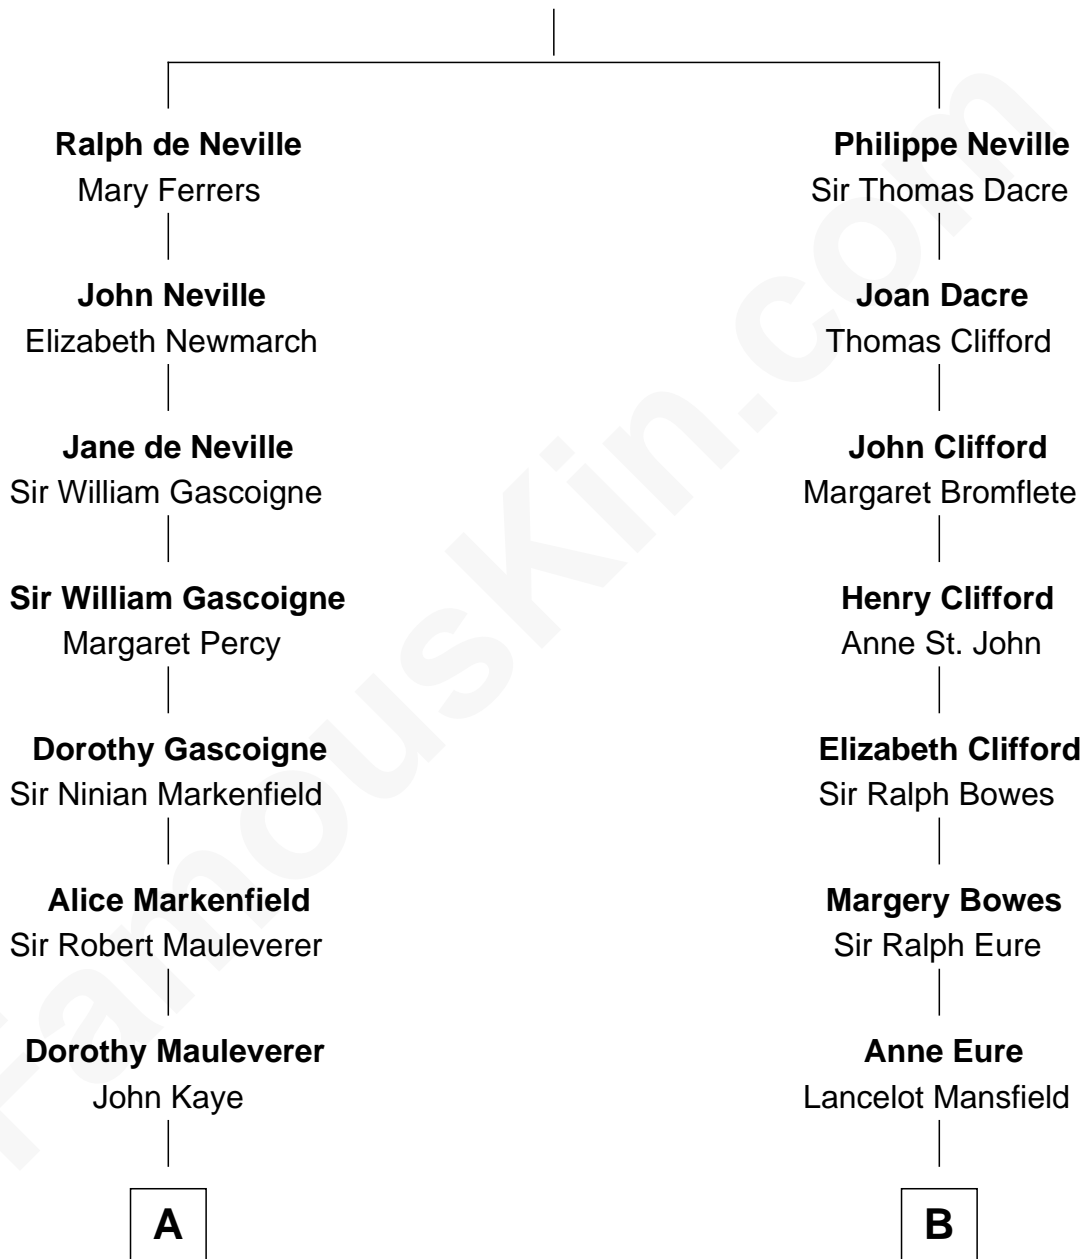 Ralph de Neville
Mary Ferrers
John Neville
Elizabeth Newmarch
Jane de Neville
Sir William Gascoigne
Sir William Gascoigne
Margaret Percy
Dorothy Gascoigne
Sir Ninian Markenfield
Alice Markenfield
Sir Robert Mauleverer
Dorothy Mauleverer
John Kaye
A
Philippe Neville
Sir Thomas Dacre
Joan Dacre
Thomas Clifford
John Clifford
Margaret Bromflete
Henry Clifford
Anne St. John
Elizabeth Clifford
Sir Ralph Bowes
Margery Bowes
Sir Ralph Eure
Anne Eure
Lancelot Mansfield
B
FamousKin.com